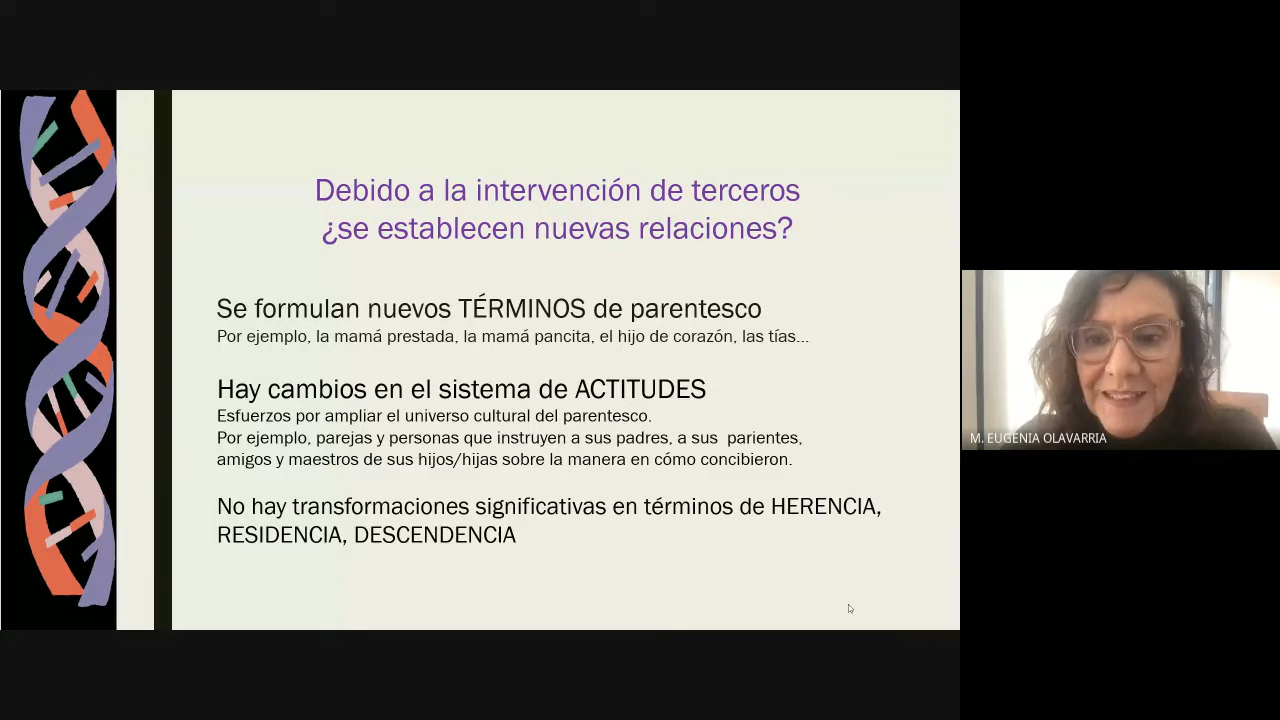 Debido a la intervención de terceros
¿se establecen nuevas relaciones?
Se formulan nuevos TÉRMINOS de parentesco
Por ejemplo, la mamá prestada, la mamá pancita, el hijo de corazón, las tías...
Hay cambios en el sistema de ACTITUDES
Esfuerzos por ampliar el universo cultural del parentesco.
Por ejemplo, parejas y personas que instruyen a sus padres, a sus parientes,
amigos y maestros de sus hijos/hijas sobre la manera en cómo concibieron.
No hay transformaciones significativas en términos de HERENCIA,
RESIDENCIA, DESCENDENCIA
M. EUGENIA OLAVARRIA